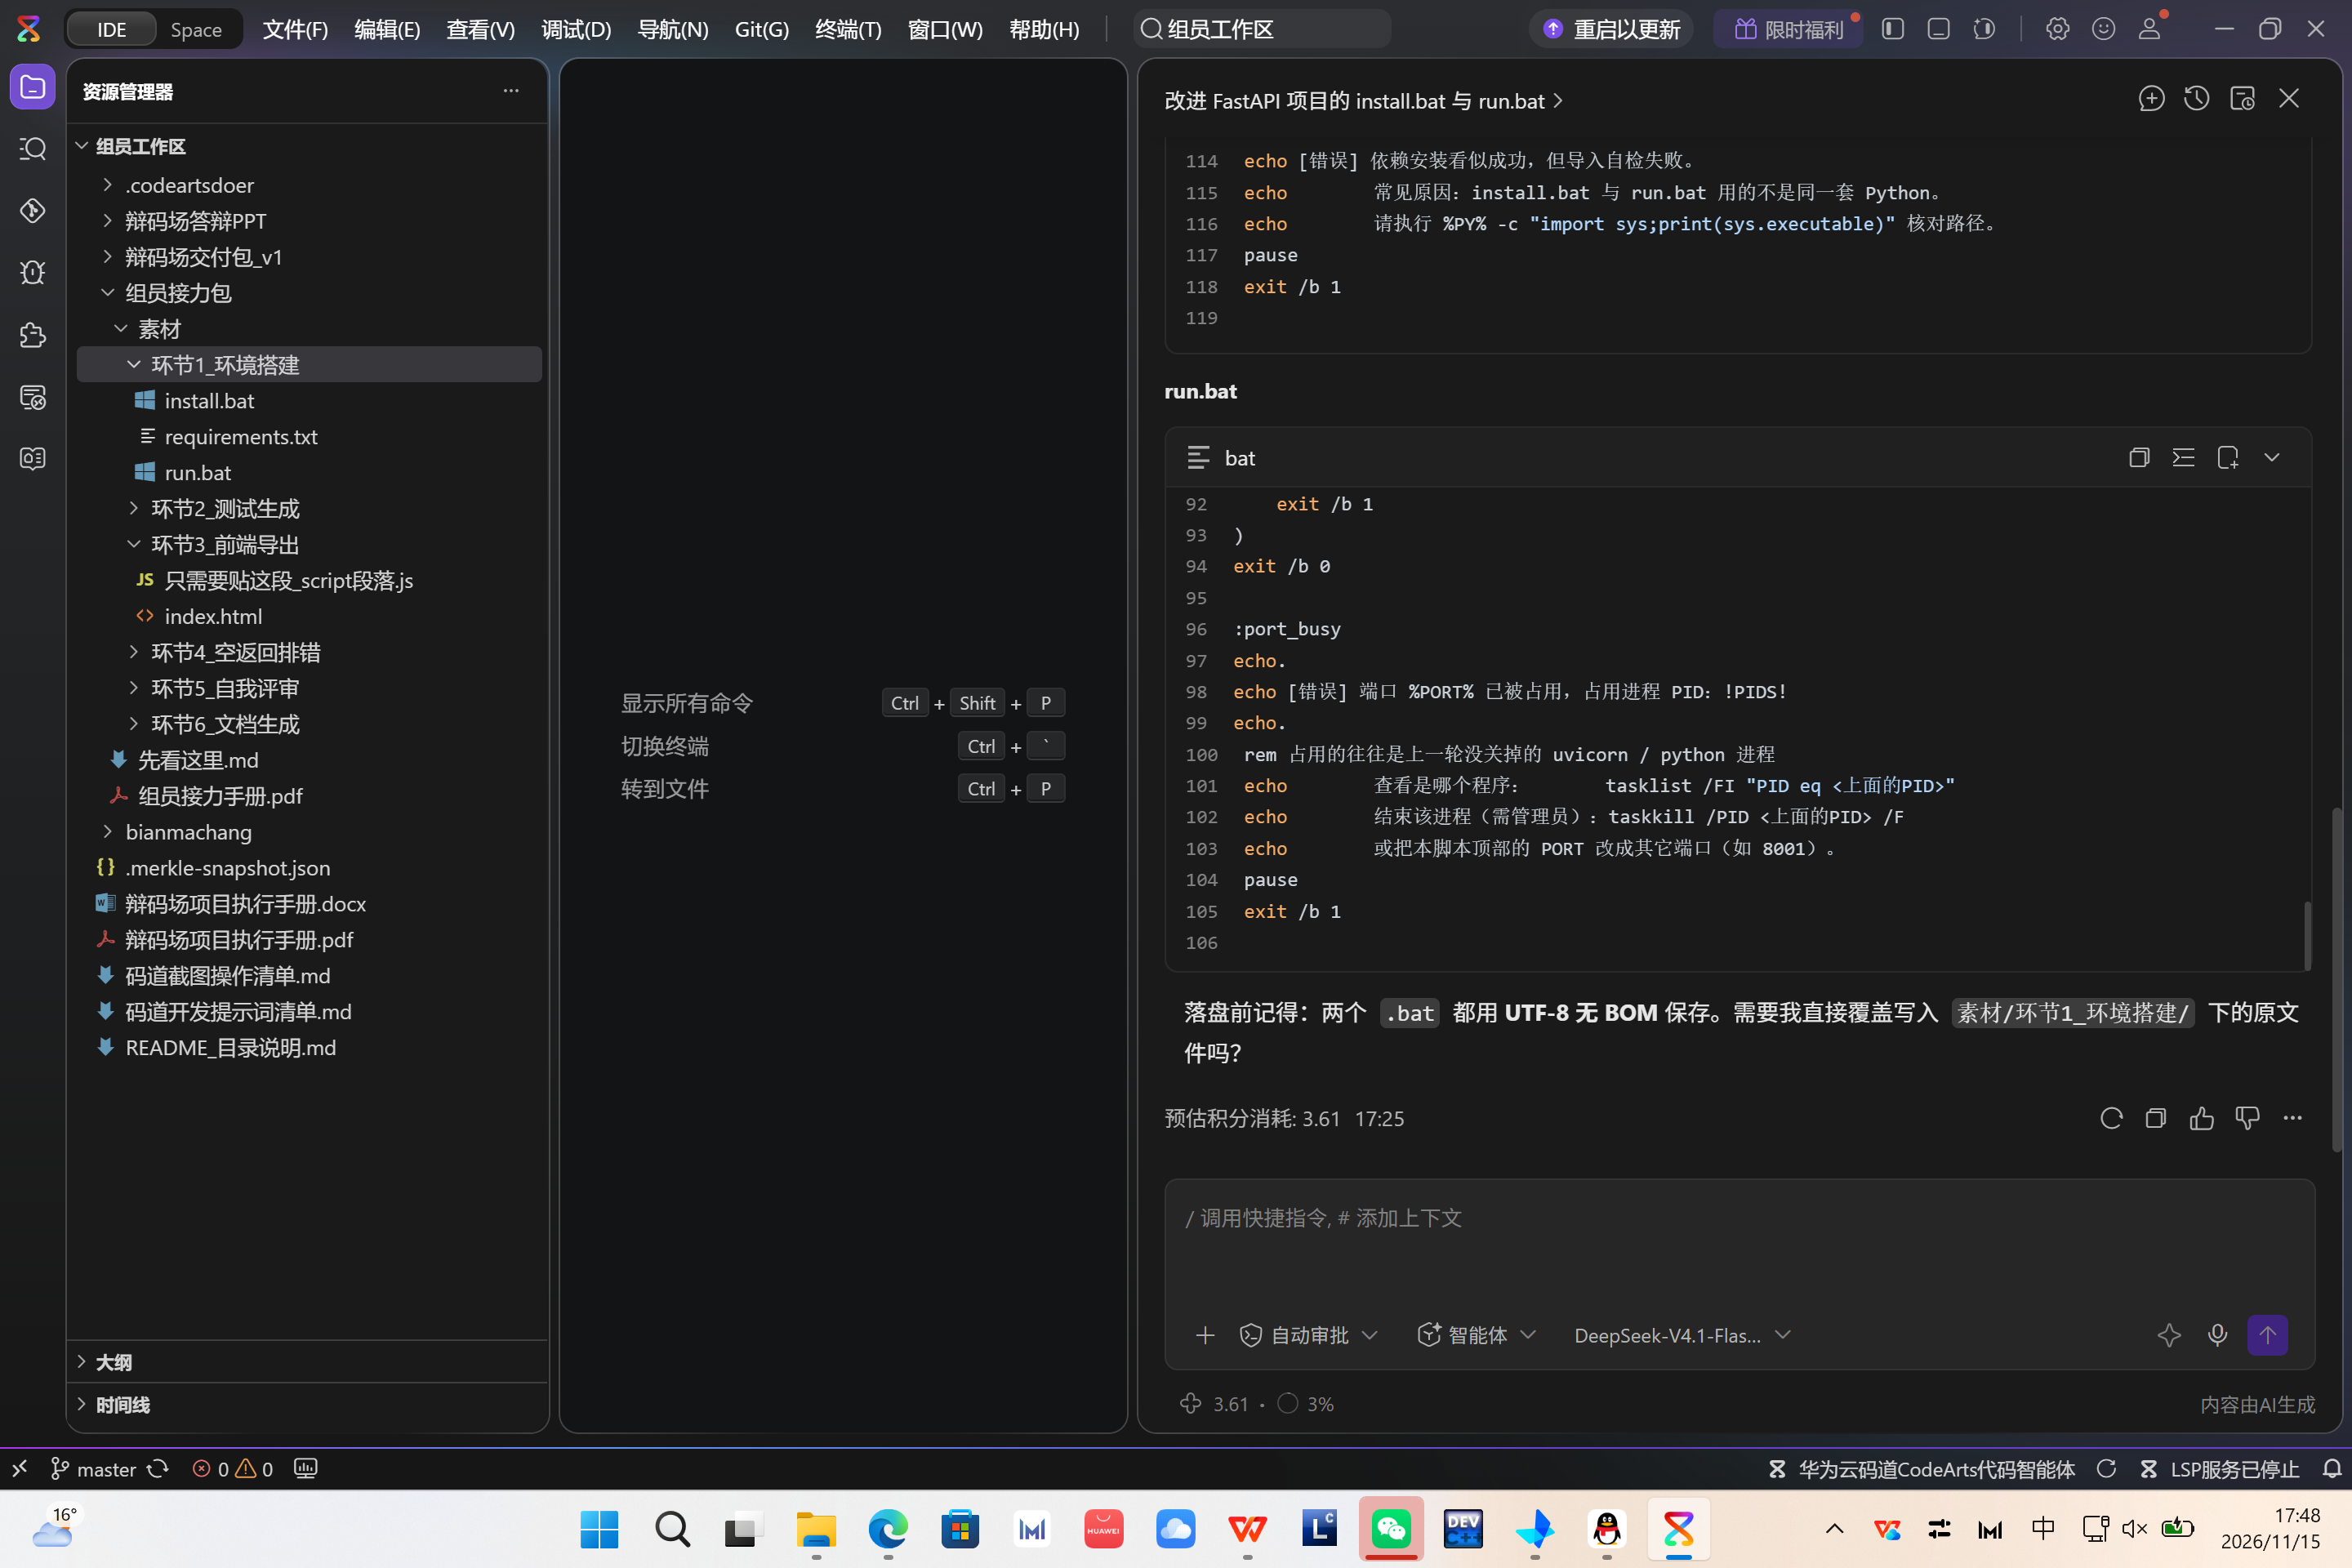 IDE Space 文件(F) 编辑(E) 查看(V) 调试(D) 导航(N) Git(G) 终端(T) 窗口(W) 帮助(H) 组员工作区 重启以更新 限时福利
资源管理器
组员工作区
.codeartsdoer
辩码场答辩PPT
辩码场交付包_v1
组员接力包
素材
环节1_环境搭建
install.bat
requirements.txt
run.bat
环节2_测试生成
环节3_前端导出
JS 只需要贴这段_script段落.js
index.html
环节4_空返回排错
环节5_自我评审
环节6_文档生成
先看这里.md
组员接力手册.pdf
bianmachang
{} .merkle-snapshot.json
辩码场项目执行手册.docx
辩码场项目执行手册.pdf
码道截图操作清单.md
码道开发提示词清单.md
README_目录说明.md
大纲
时间线
显示所有命令 Ctrl + Shift + P
切换终端 Ctrl + `
转到文件 Ctrl + P
改进 FastAPI 项目的 install.bat 与 run.bat
114 echo [错误] 依赖安装看似成功，但导入自检失败。
115 echo 常见原因：install.bat 与 run.bat 用的不是同一套 Python。
116 echo 请执行 %PY% -c "import sys;print(sys.executable)" 核对路径。
117 pause
118 exit /b 1
119
run.bat
bat
92 exit /b 1
93 )
94 exit /b 0
95
96 :port_busy
97 echo.
98 echo [错误] 端口 %PORT% 已被占用，占用进程 PID：!PIDS!
99 echo.
100 rem 占用的往往是上一轮没关掉的 uvicorn / python 进程
101 echo 查看是哪个程序： tasklist /FI "PID eq <上面的PID>"
102 echo 结束该进程（需管理员）：taskkill /PID <上面的PID> /F
103 echo 或把本脚本顶部的 PORT 改成其它端口（如 8001）。
104 pause
105 exit /b 1
106
落盘前记得：两个 .bat 都用 UTF-8 无 BOM 保存。需要我直接覆盖写入 素材/环节1_环境搭建/ 下的原文
件吗？
预估积分消耗: 3.61 17:25
/ 调用快捷指令, # 添加上下文
自动审批 智能体 DeepSeek-V4.1-Flas...
3.61 · 3%
内容由AI生成
master 0 0 华为云码道CodeArts代码智能体 LSP服务已停止
16°
HUAWEI
LC
DEV C++
中
17:48
2026/11/15